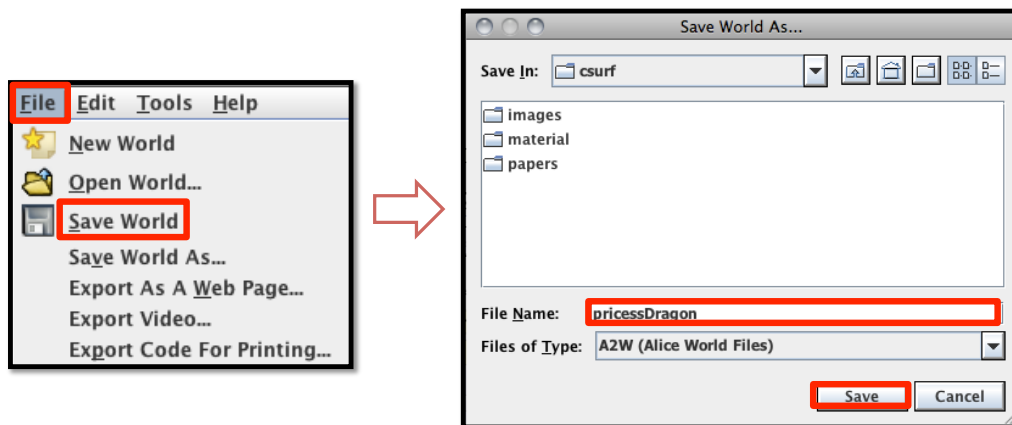 File Edit Tools Help
New World
Open World...
Save World
Save World As...
Export As A Web Page...
Export Video...
Export Code For Printing...
Save World As...
Save In: csurf
images
material
papers
File Name: pricessDragon
Files of Type: A2W (Alice World Files)
Save Cancel